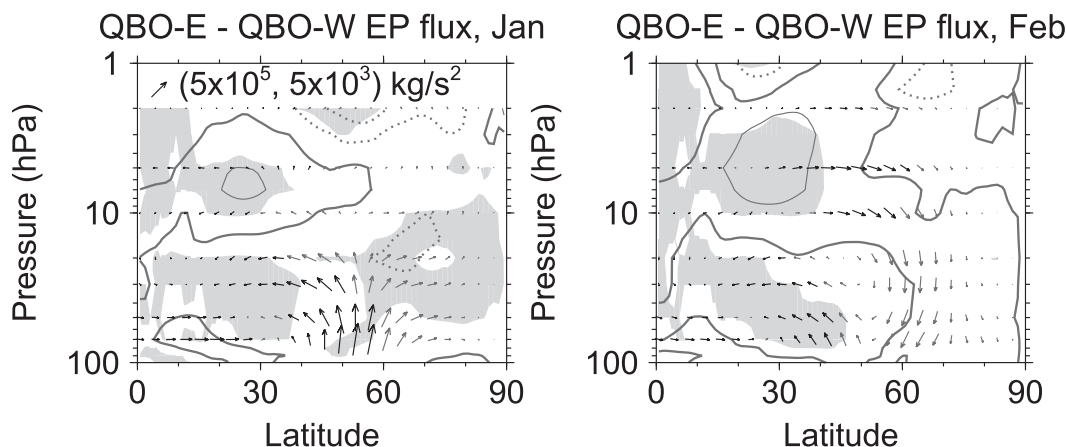 QBO-E - QBO-W EP flux, Jan
1
10
100
Pressure (hPa)
(5x10⁵, 5x10³) kg/s²
0 30 60 90
Latitude
QBO-E - QBO-W EP flux, Feb
1
10
100
Pressure (hPa)
0 30 60 90
Latitude